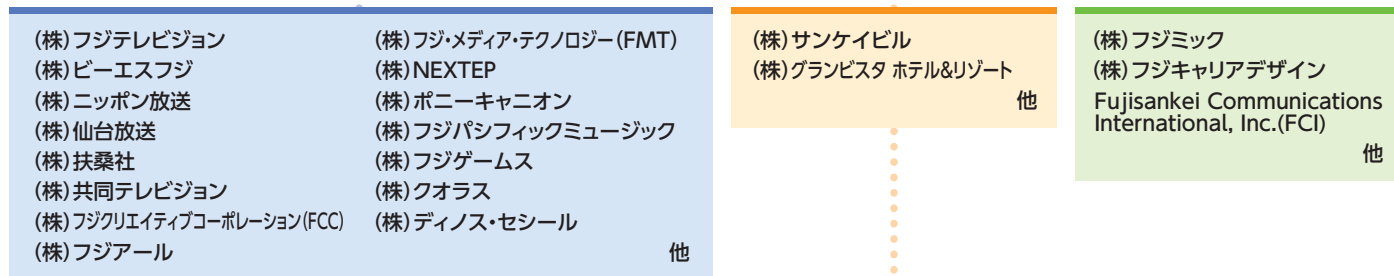 (株)フジテレビジョン
(株)ビーエスフジ
(株)ニッポン放送
(株)仙台放送
(株)扶桑社
(株)共同テレビジョン
(株)フジクリエイティブコーポレーション(FCC)
(株)フジアール
(株)フジ・メディア・テクノロジー(FMT)
(株)NEXTEP
(株)ポニーキャニオン
(株)フジパシフィックミュージック
(株)フジゲームス
(株)クオラス
(株)ディノス・セシール
他
(株)サンケイビル
(株)グランビスタ ホテル&リゾート
他
(株)フジミック
(株)フジキャリアデザイン
Fujisankei Communications
International, Inc.(FCI)
他